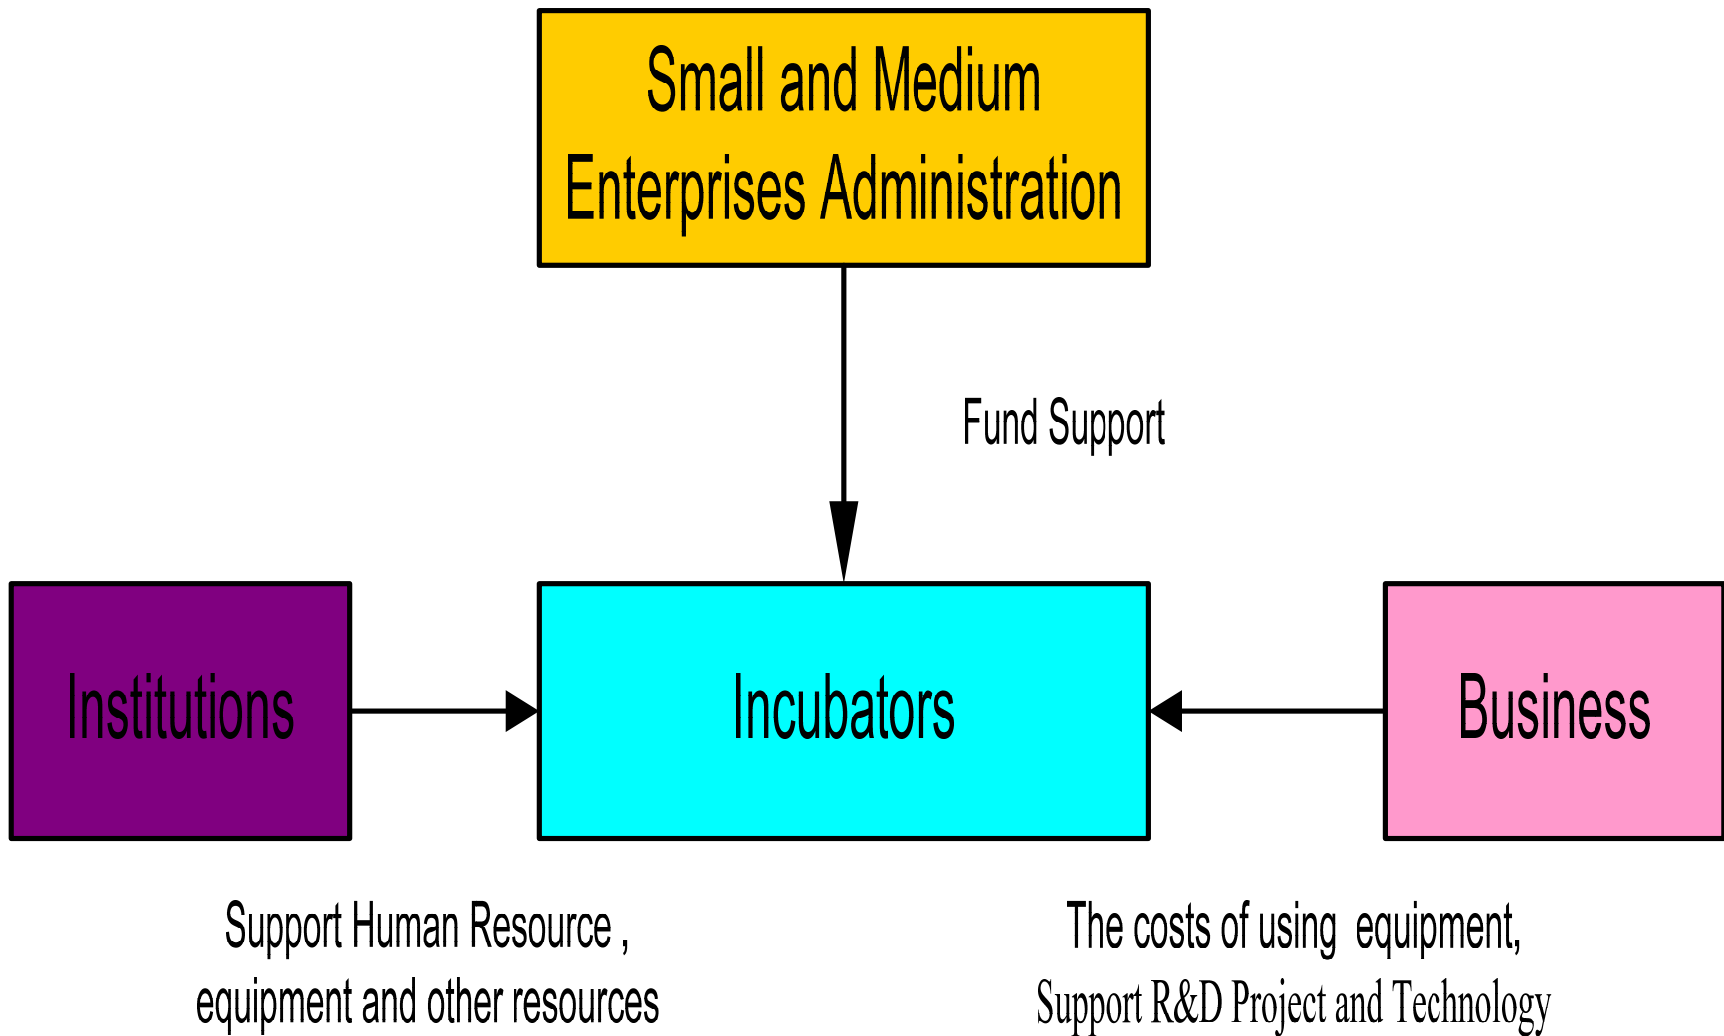 Small and Medium
Enterprises Administration
Fund Support
Institutions
Incubators
Business
Support Human Resource ,
equipment and other resources
The costs of using equipment,
Support R&D Project and Technology